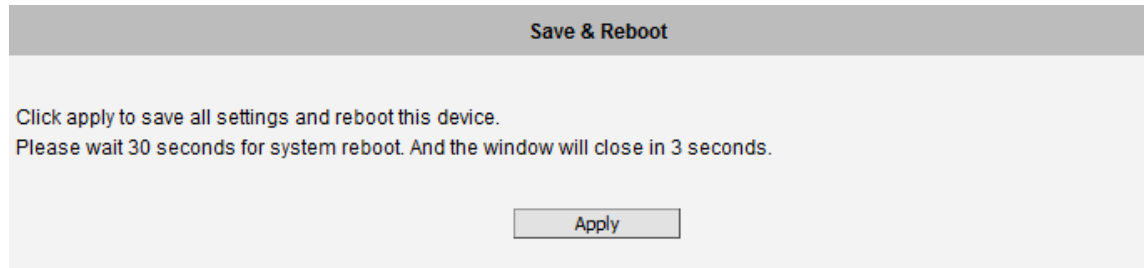 Save & Reboot
Click apply to save all settings and reboot this device.
Please wait 30 seconds for system reboot. And the window will close in 3 seconds.
Apply